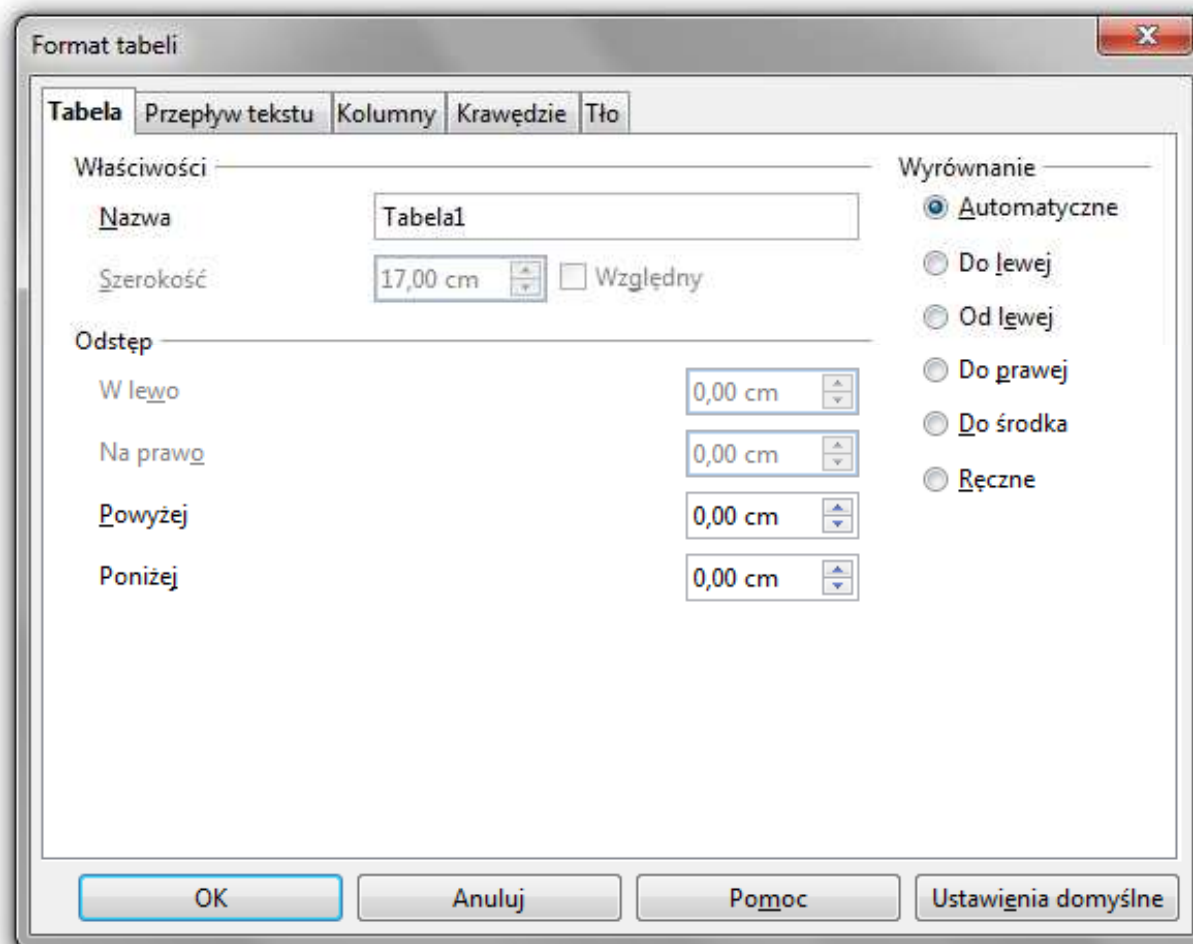 Format tabeli
Tabela Przepływ tekstu Kolumny Krawędzie Tło
Właściwości
Nazwa Tabela1
Szerokość 17,00 cm Względny
Odstęp
W lewo 0,00 cm
Na prawo 0,00 cm
Powyżej 0,00 cm
Poniżej 0,00 cm
Wyrównanie
Automatyczne
Do lewej
Od lewej
Do prawej
Do środka
Ręczne
OK Anuluj Pomoc Ustawienia domyślne